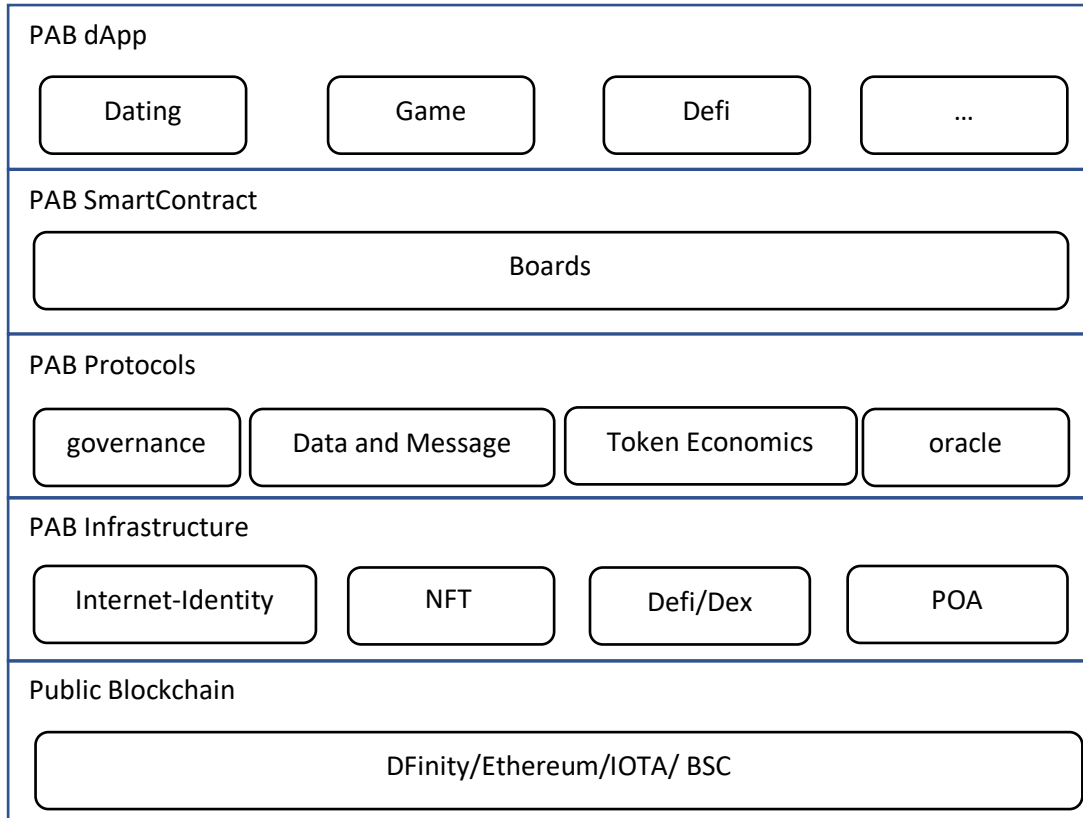 PAB dApp
Dating
Game
Defi
...
PAB SmartContract
Boards
PAB Protocols
governance
Data and Message
Token Economics
oracle
PAB Infrastructure
Internet-Identity
NFT
Defi/Dex
POA
Public Blockchain
DFinity/Ethereum/IOTA/ BSC